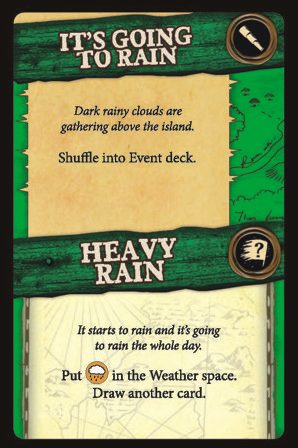 IT'S GOING
TO RAIN
Dark rainy clouds are
gathering above the island.
Shuffle into Event deck.
HEAVY
RAIN
?
It starts to rain and it's going
to rain the whole day.
Put in the Weather space.
Draw another card.